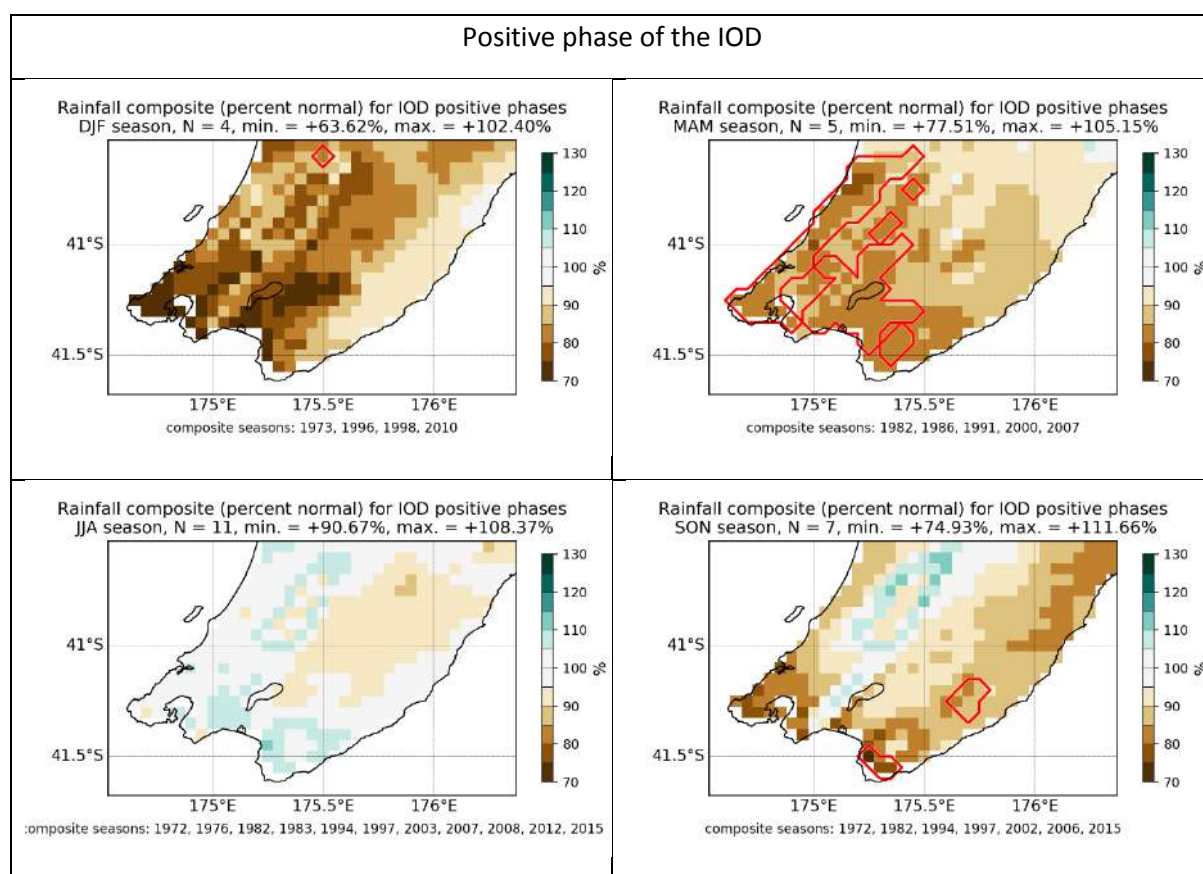 Positive phase of the IOD
Rainfall composite (percent normal) for IOD positive phases
DJF season, N = 4, min. = +63.62%, max. = +102.40%
130
120
110
100
90
80
70
%
41°S
41.5°S
175°E
175.5°E
176°E
composite seasons: 1973, 1996, 1998, 2010
Rainfall composite (percent normal) for IOD positive phases
MAM season, N = 5, min. = +77.51%, max. = +105.15%
130
120
110
100
90
80
70
%
41°S
41.5°S
175°E
175.5°E
176°E
composite seasons: 1982, 1986, 1991, 2000, 2007
Rainfall composite (percent normal) for IOD positive phases
JJA season, N = 11, min. = +90.67%, max. = +108.37%
130
120
110
100
90
80
70
%
41°S
41.5°S
175°E
175.5°E
176°E
composite seasons: 1972, 1976, 1982, 1983, 1994, 1997, 2003, 2007, 2008, 2012, 2015
Rainfall composite (percent normal) for IOD positive phases
SON season, N = 7, min. = +74.93%, max. = +111.66%
130
120
110
100
90
80
70
%
41°S
41.5°S
175°E
175.5°E
176°E
composite seasons: 1972, 1982, 1994, 1997, 2002, 2006, 2015